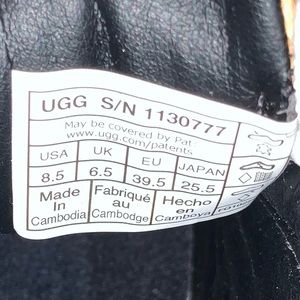 UGG S/N 1130777
May be covered by Pat
www.ugg.com/patents
USA UK EU JAPAN
8.5 6.5 39.5 25.5
Made Fabriqué Hecho
In au en
Cambodia Cambodge Camboya